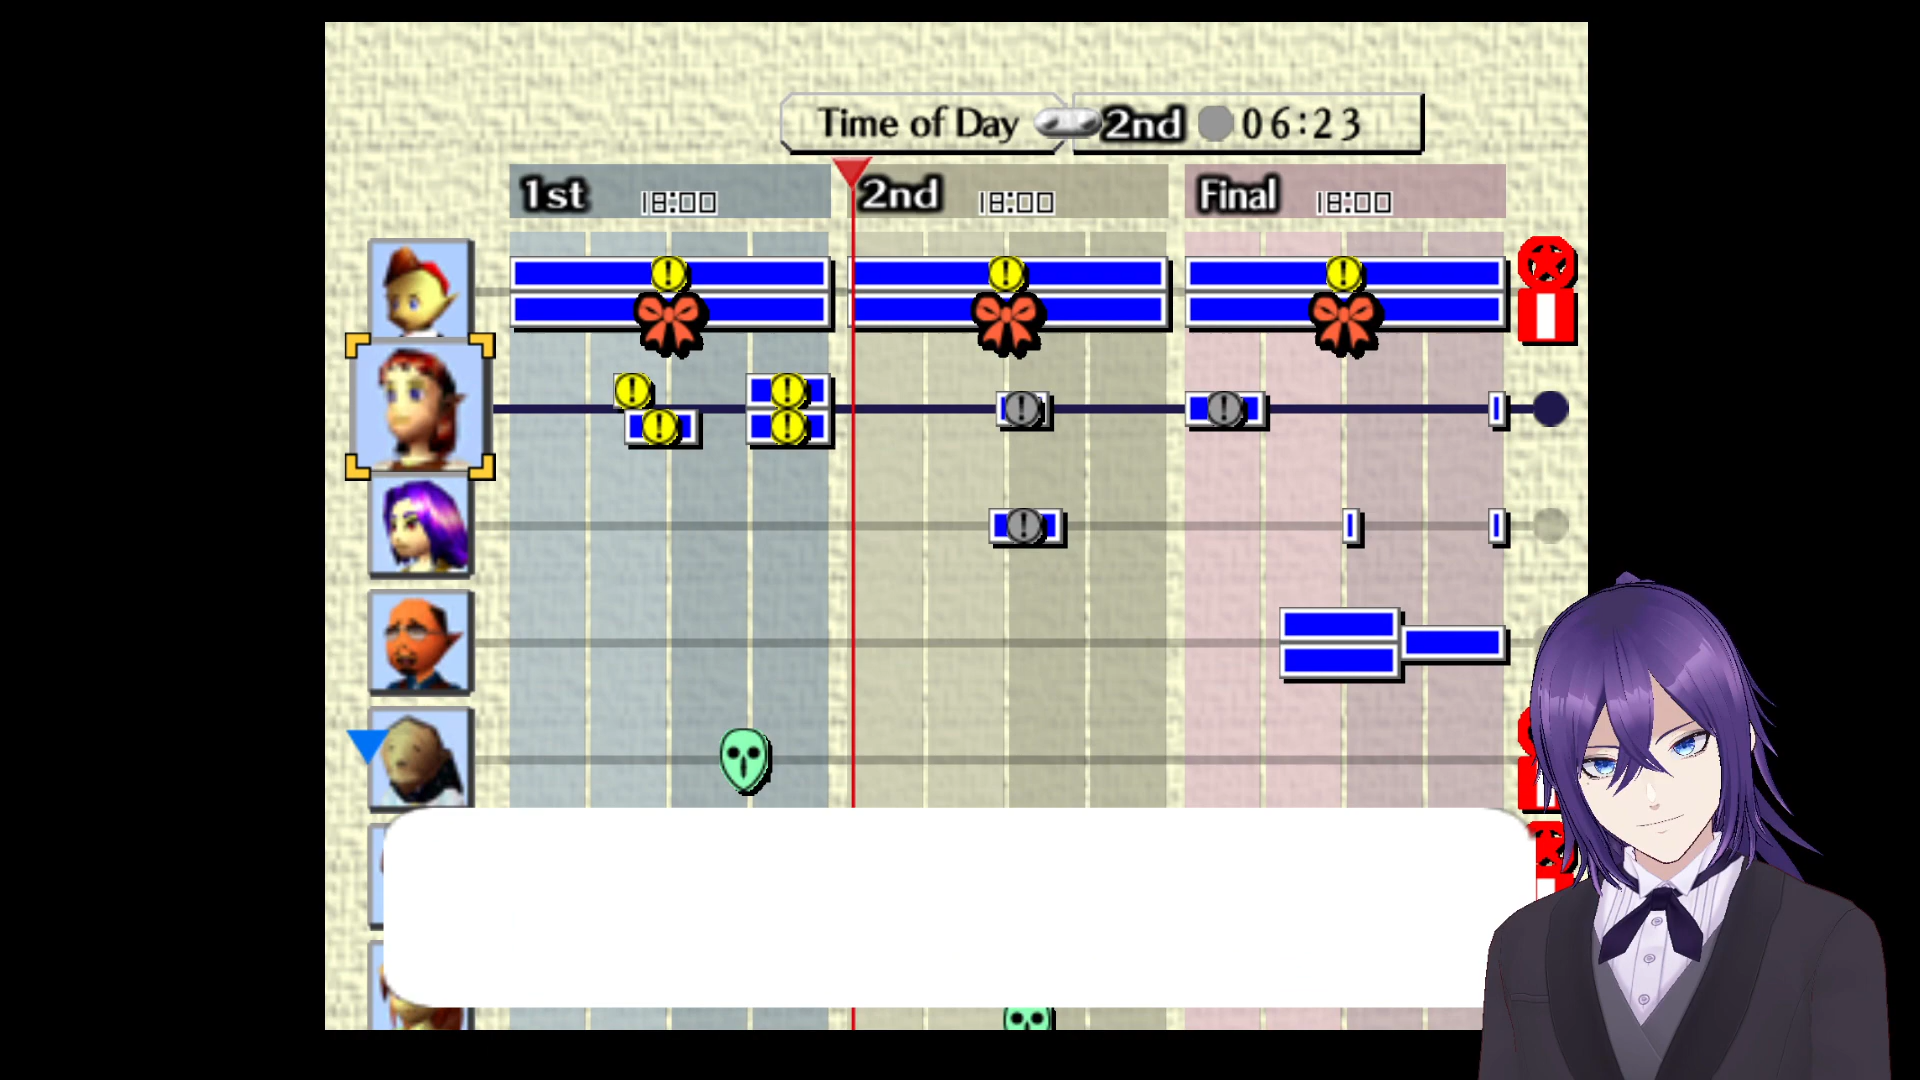 Time of Day 2nd 06:23
1st 18:00 2nd 18:00 Final 18:00
! ! !
! !
! ! ! !
!